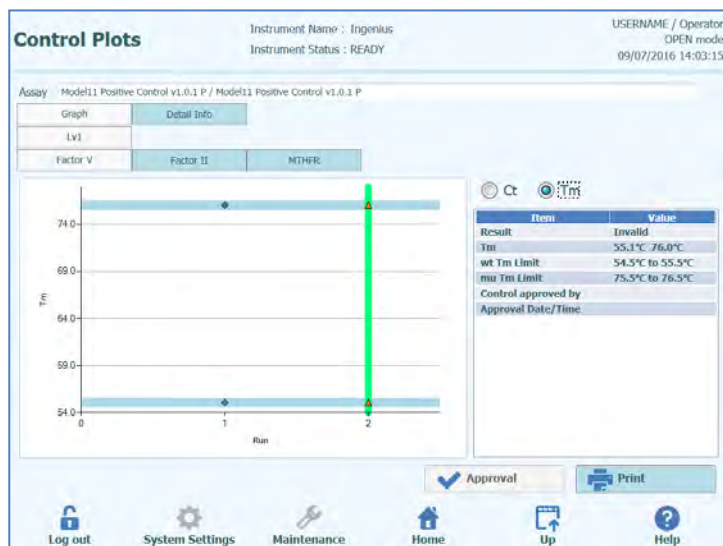 Control Plots
Instrument Name : Ingenius
Instrument Status : READY
USERNAME / Operator
OPEN mode
09/07/2016 14:03:15
Assay Model11 Positive Control v1.0.1 P / Model11 Positive Control v1.0.1 P
Graph Detail Info
Lv1
Factor V Factor II MTHFR
Ct Tm
Item Value
Result Invalid
Tm 55.1°C 76.0°C
wt Tm Limit 54.5°C to 55.5°C
mu Tm Limit 75.5°C to 76.5°C
Control approved by
Approval Date/Time
74.0
69.0
Tm
64.0
59.0
54.0
0 1 2
Run
Approval Print
Log out System Settings Maintenance Home Up Help